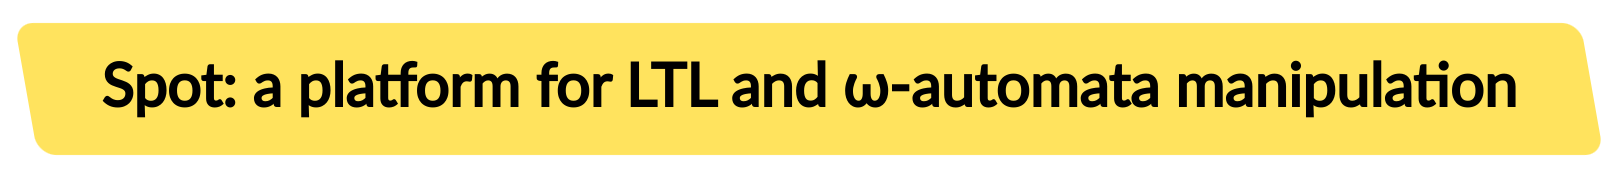 Spot: a platform for LTL and ω-automata manipulation